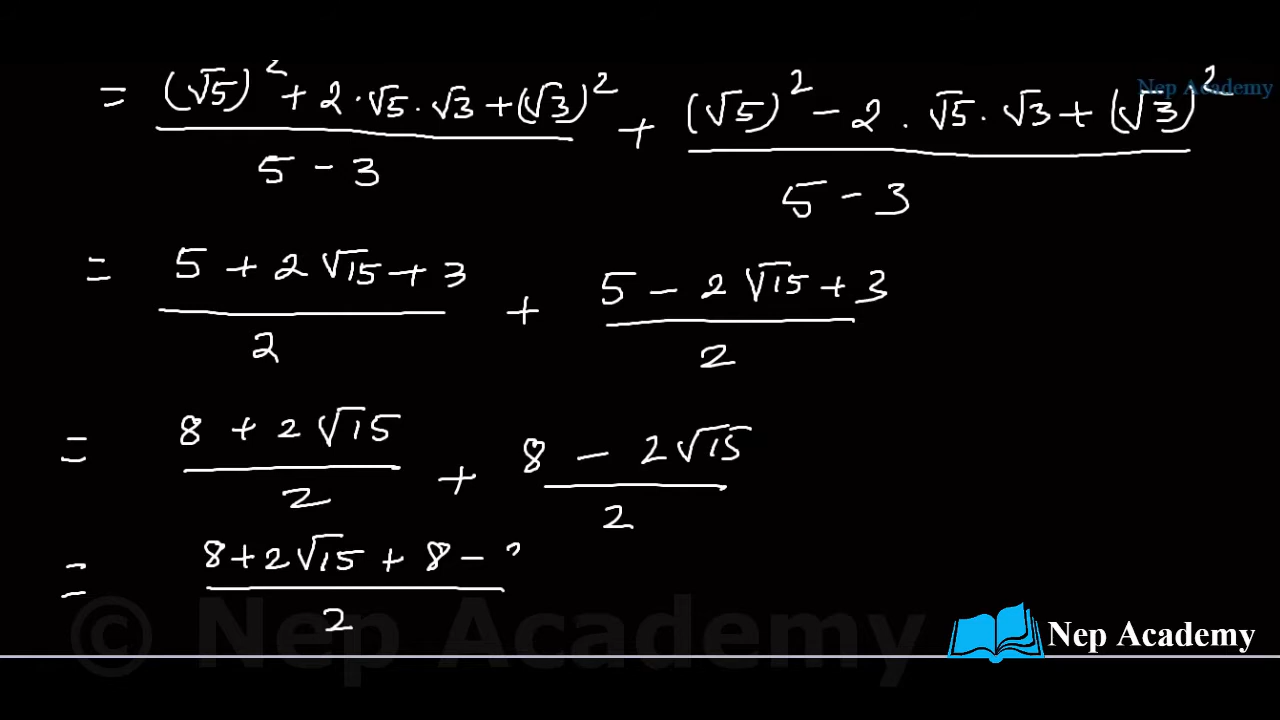 = (√5)² + 2·√5·√3 + (√3)² / 5 - 3 + (√5)² - 2·√5·√3 + (√3)² / 5 - 3
Nep Academy
= 5 + 2√15 + 3 / 2 + 5 - 2√15 + 3 / 2
= 8 + 2√15 / 2 + 8 - 2√15 / 2
= 8 + 2√15 + 8 - / 2
© Nep Academy
Nep Academy